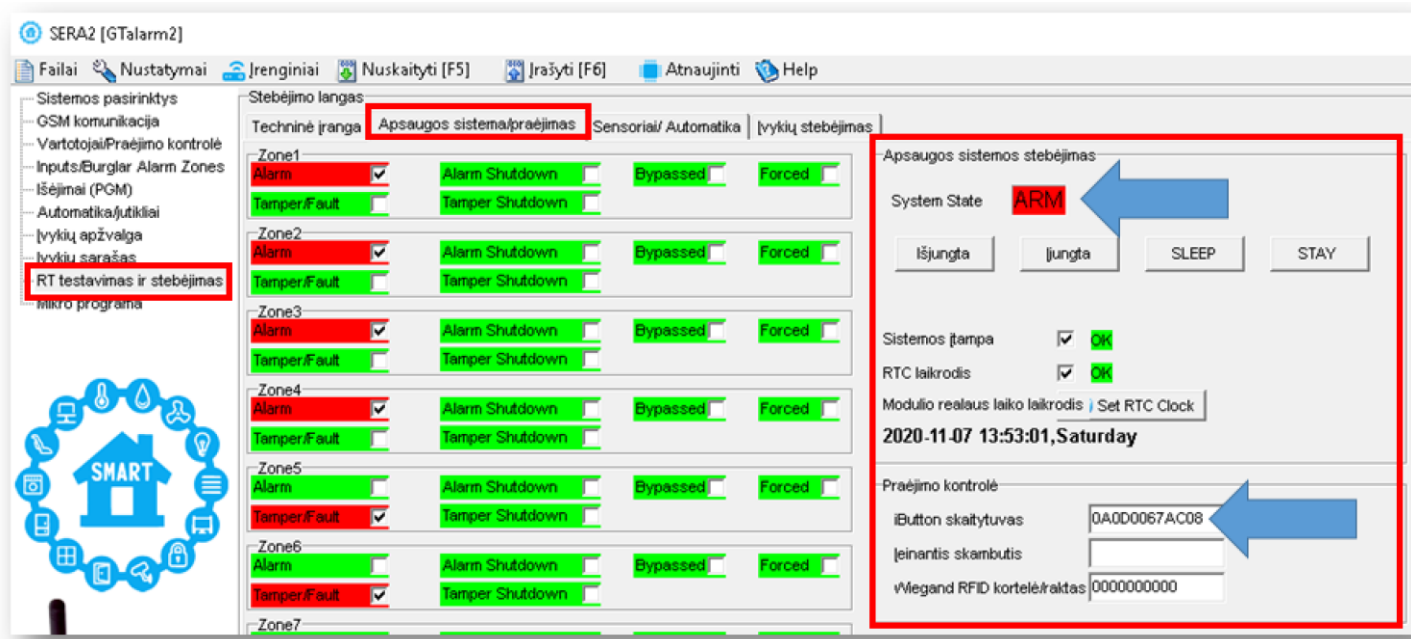 SERA2 [GTalarm2]
Failai Nustatymai Įrenginiai Nuskaityti [F5] Įrašyti [F6] Atnaujinti Help
Sistemos pasirinktys
GSM komunikacija
Vartotojai/Praėjimo kontrolė
Inputs/Burglar Alarm Zones
Išėjimai (PGM)
Automatika/jutikliai
Įvykių apžvalga
Įvykių sąrašas
RT testavimas ir stebėjimas
Mikro programa
SMART
Stebėjimo langas
Techninė įranga Apsaugos sistema/praėjimas Sensoriai/ Automatika Įvykių stebėjimas
Zone1
Alarm Alarm Shutdown Bypassed Forced
Tamper/Fault Tamper Shutdown
Zone2
Alarm Alarm Shutdown Bypassed Forced
Tamper/Fault Tamper Shutdown
Zone3
Alarm Alarm Shutdown Bypassed Forced
Tamper/Fault Tamper Shutdown
Zone4
Alarm Alarm Shutdown Bypassed Forced
Tamper/Fault Tamper Shutdown
Zone5
Alarm Alarm Shutdown Bypassed Forced
Tamper/Fault Tamper Shutdown
Zone6
Alarm Alarm Shutdown Bypassed Forced
Tamper/Fault Tamper Shutdown
Zone7
Apsaugos sistemos stebėjimas
System State ARM
Išjungta Įjungta SLEEP STAY
Sistemos įtampa OK
RTC laikrodis OK
Modulio realaus laiko laikrodis Set RTC Clock
2020-11-07 13:53:01,Saturday
Praėjimo kontrolė
iButton skaitytuvas 0A0D0067AC08
Įeinantis skambutis
Wiegand RFID kortelė/raktas 0000000000